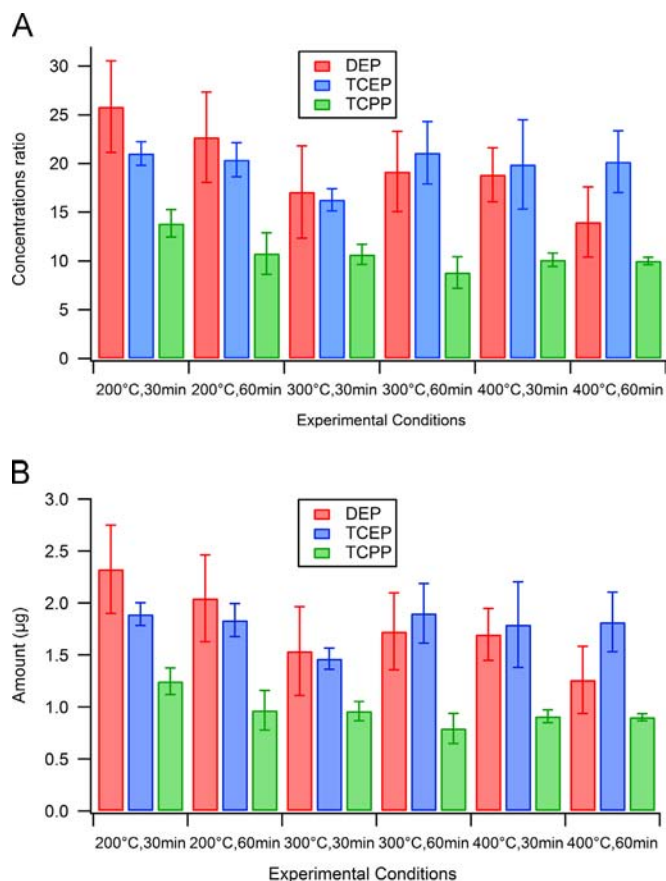 A
Concentrations ratio
30
25
20
15
10
5
0
DEP
TCEP
TCPP
200°C,30min 200°C,60min 300°C,30min 300°C,60min 400°C,30min 400°C,60min
Experimental Conditions
B
Amount (µg)
3.0
2.5
2.0
1.5
1.0
0.5
0.0
DEP
TCEP
TCPP
200°C,30min 200°C,60min 300°C,30min 300°C,60min 400°C,30min 400°C,60min
Experimental Conditions